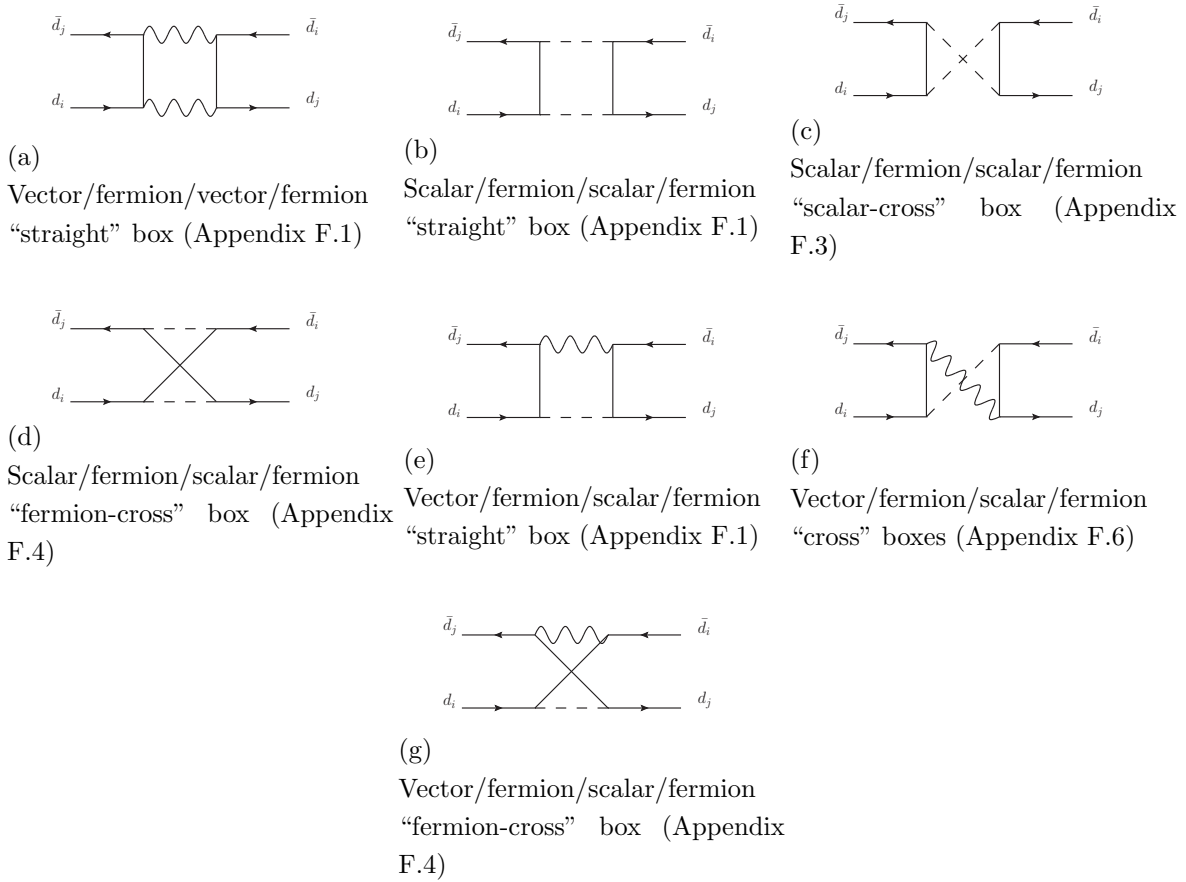 d̄_j
d̄_i
d_i
d_j
(a)
Vector/fermion/vector/fermion
“straight” box (Appendix F.1)
d̄_j
d̄_i
d_i
d_j
(b)
Scalar/fermion/scalar/fermion
“straight” box (Appendix F.1)
d̄_j
d̄_i
d_i
d_j
(c)
Scalar/fermion/scalar/fermion
“scalar-cross” box (Appendix
F.3)
d̄_j
d̄_i
d_i
d_j
(d)
Scalar/fermion/scalar/fermion
“fermion-cross” box (Appendix
F.4)
d̄_j
d̄_i
d_i
d_j
(e)
Vector/fermion/scalar/fermion
“straight” box (Appendix F.1)
d̄_j
d̄_i
d_i
d_j
(f)
Vector/fermion/scalar/fermion
“cross” boxes (Appendix F.6)
d̄_j
d̄_i
d_i
d_j
(g)
Vector/fermion/scalar/fermion
“fermion-cross” box (Appendix
F.4)